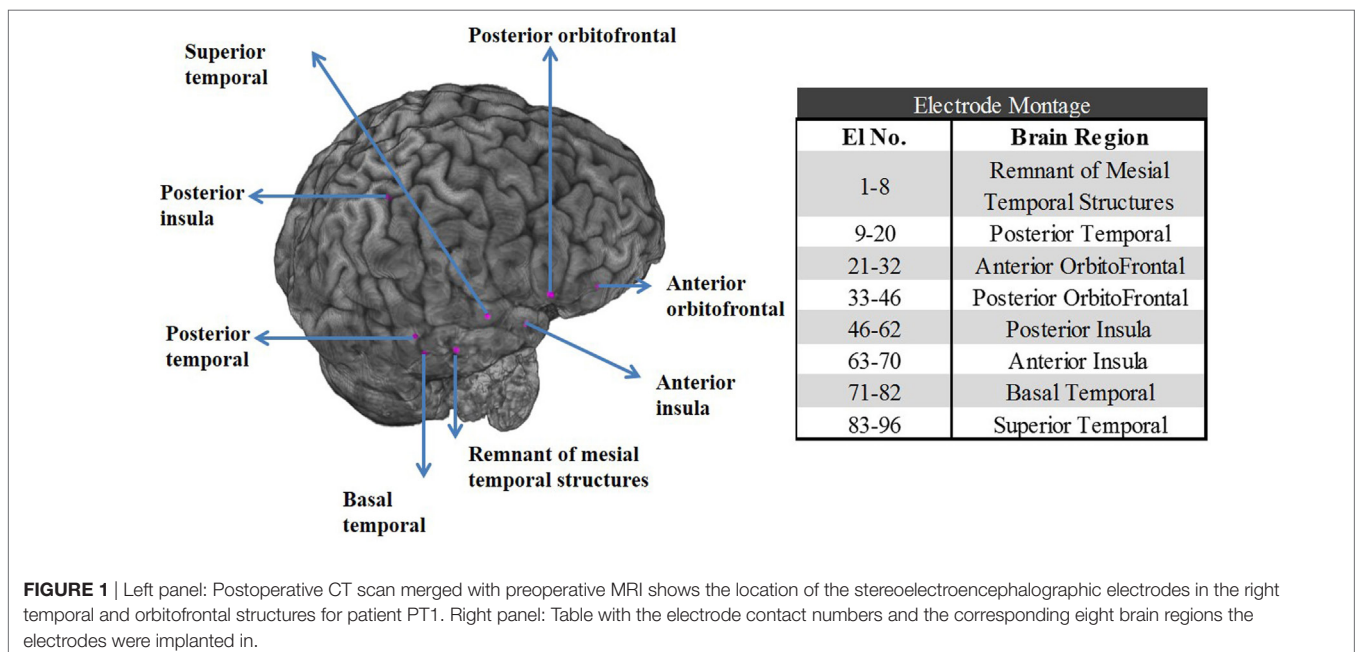 Superior
temporal
Posterior orbitofrontal
Posterior
insula
Anterior
orbitofrontal
Posterior
temporal
Anterior
insula
Remnant of mesial
temporal structures
Basal
temporal
Electrode Montage
El No. Brain Region
1-8 Remnant of Mesial
Temporal Structures
9-20 Posterior Temporal
21-32 Anterior OrbitoFrontal
33-46 Posterior OrbitoFrontal
46-62 Posterior Insula
63-70 Anterior Insula
71-82 Basal Temporal
83-96 Superior Temporal
FIGURE 1 | Left panel: Postoperative CT scan merged with preoperative MRI shows the location of the stereoelectroencephalographic electrodes in the right
temporal and orbitofrontal structures for patient PT1. Right panel: Table with the electrode contact numbers and the corresponding eight brain regions the
electrodes were implanted in.